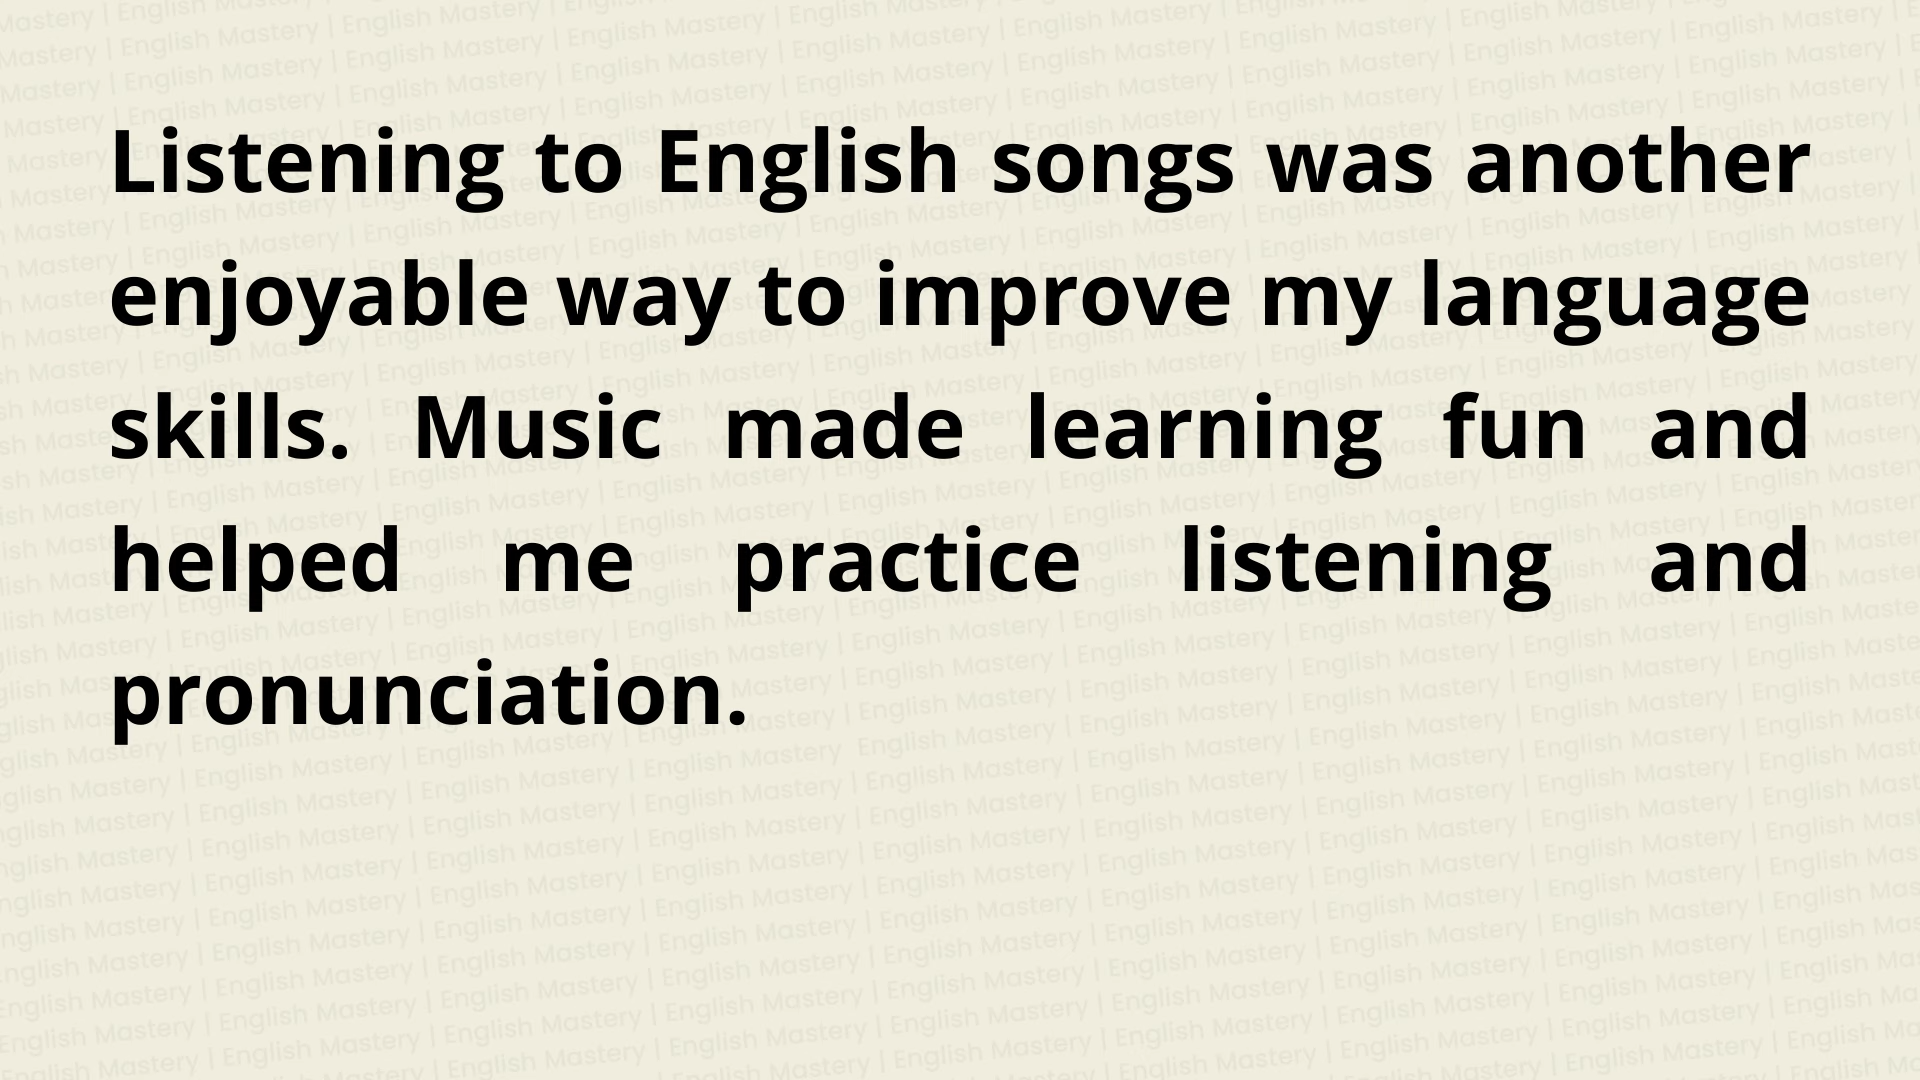 Listening to English songs was another
enjoyable way to improve my language
skills. Music made learning fun and
helped me practice listening and
pronunciation.